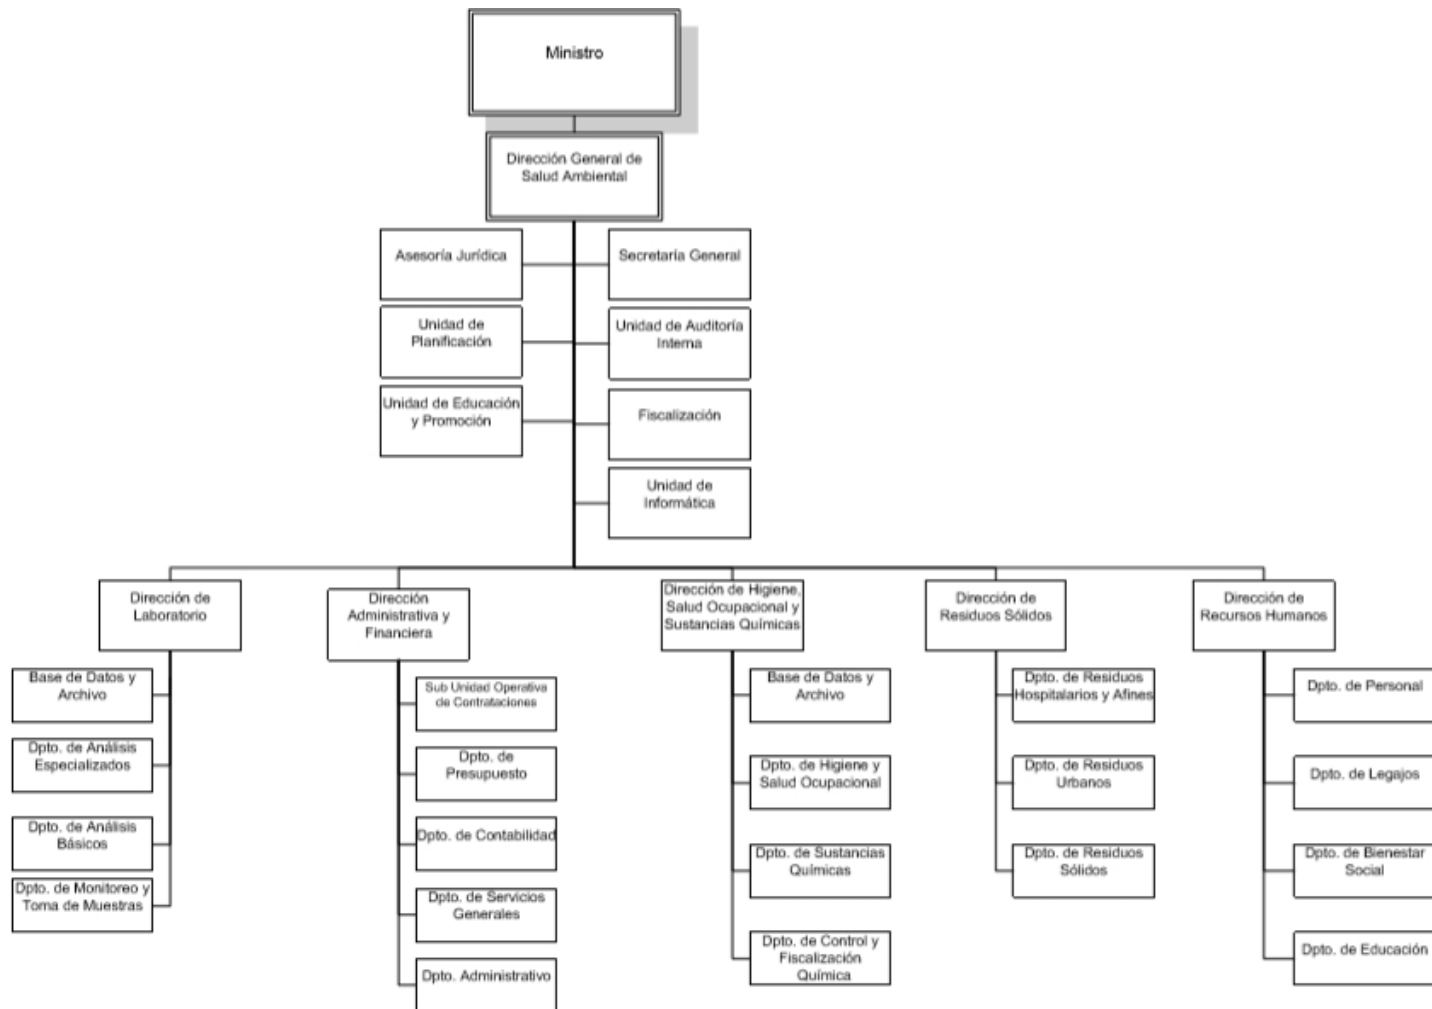 Ministro
Dirección General de
Salud Ambiental
Asesoría Jurídica
Secretaría General
Unidad de
Planificación
Unidad de Auditoría
Interna
Unidad de Educación
y Promoción
Fiscalización
Unidad de
Informática
Dirección de
Laboratorio
Dirección
Administrativa y
Financiera
Dirección de Higiene,
Salud Ocupacional y
Sustancias Químicas
Dirección de
Residuos Sólidos
Dirección de
Recursos Humanos
Base de Datos y
Archivo
Dpto. de Análisis
Especializados
Dpto. de Análisis
Básicos
Dpto. de Monitoreo y
Toma de Muestras
Sub Unidad Operativa
de Contrataciones
Dpto. de
Presupuesto
Dpto. de Contabilidad
Dpto. de Servicios
Generales
Dpto. Administrativo
Base de Datos y
Archivo
Dpto. de Higiene y
Salud Ocupacional
Dpto. de Sustancias
Químicas
Dpto. de Control y
Fiscalización
Química
Dpto. de Residuos
Hospitalarios y Afines
Dpto. de Residuos
Urbanos
Dpto. de Residuos
Sólidos
Dpto. de Personal
Dpto. de Legajos
Dpto. de Bienestar
Social
Dpto. de Educación